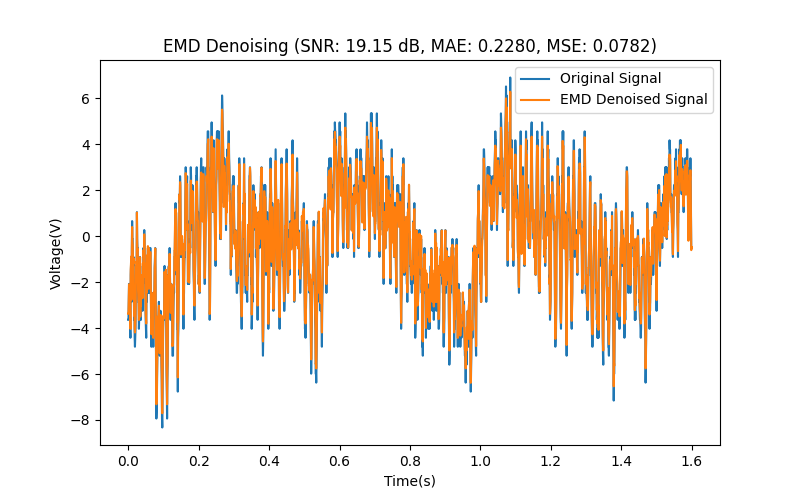 EMD Denoising (SNR: 19.15 dB, MAE: 0.2280, MSE: 0.0782)
Original Signal
EMD Denoised Signal
6
4
2
0
−2
−4
−6
−8
Voltage(V)
0.0 0.2 0.4 0.6 0.8 1.0 1.2 1.4 1.6
Time(s)